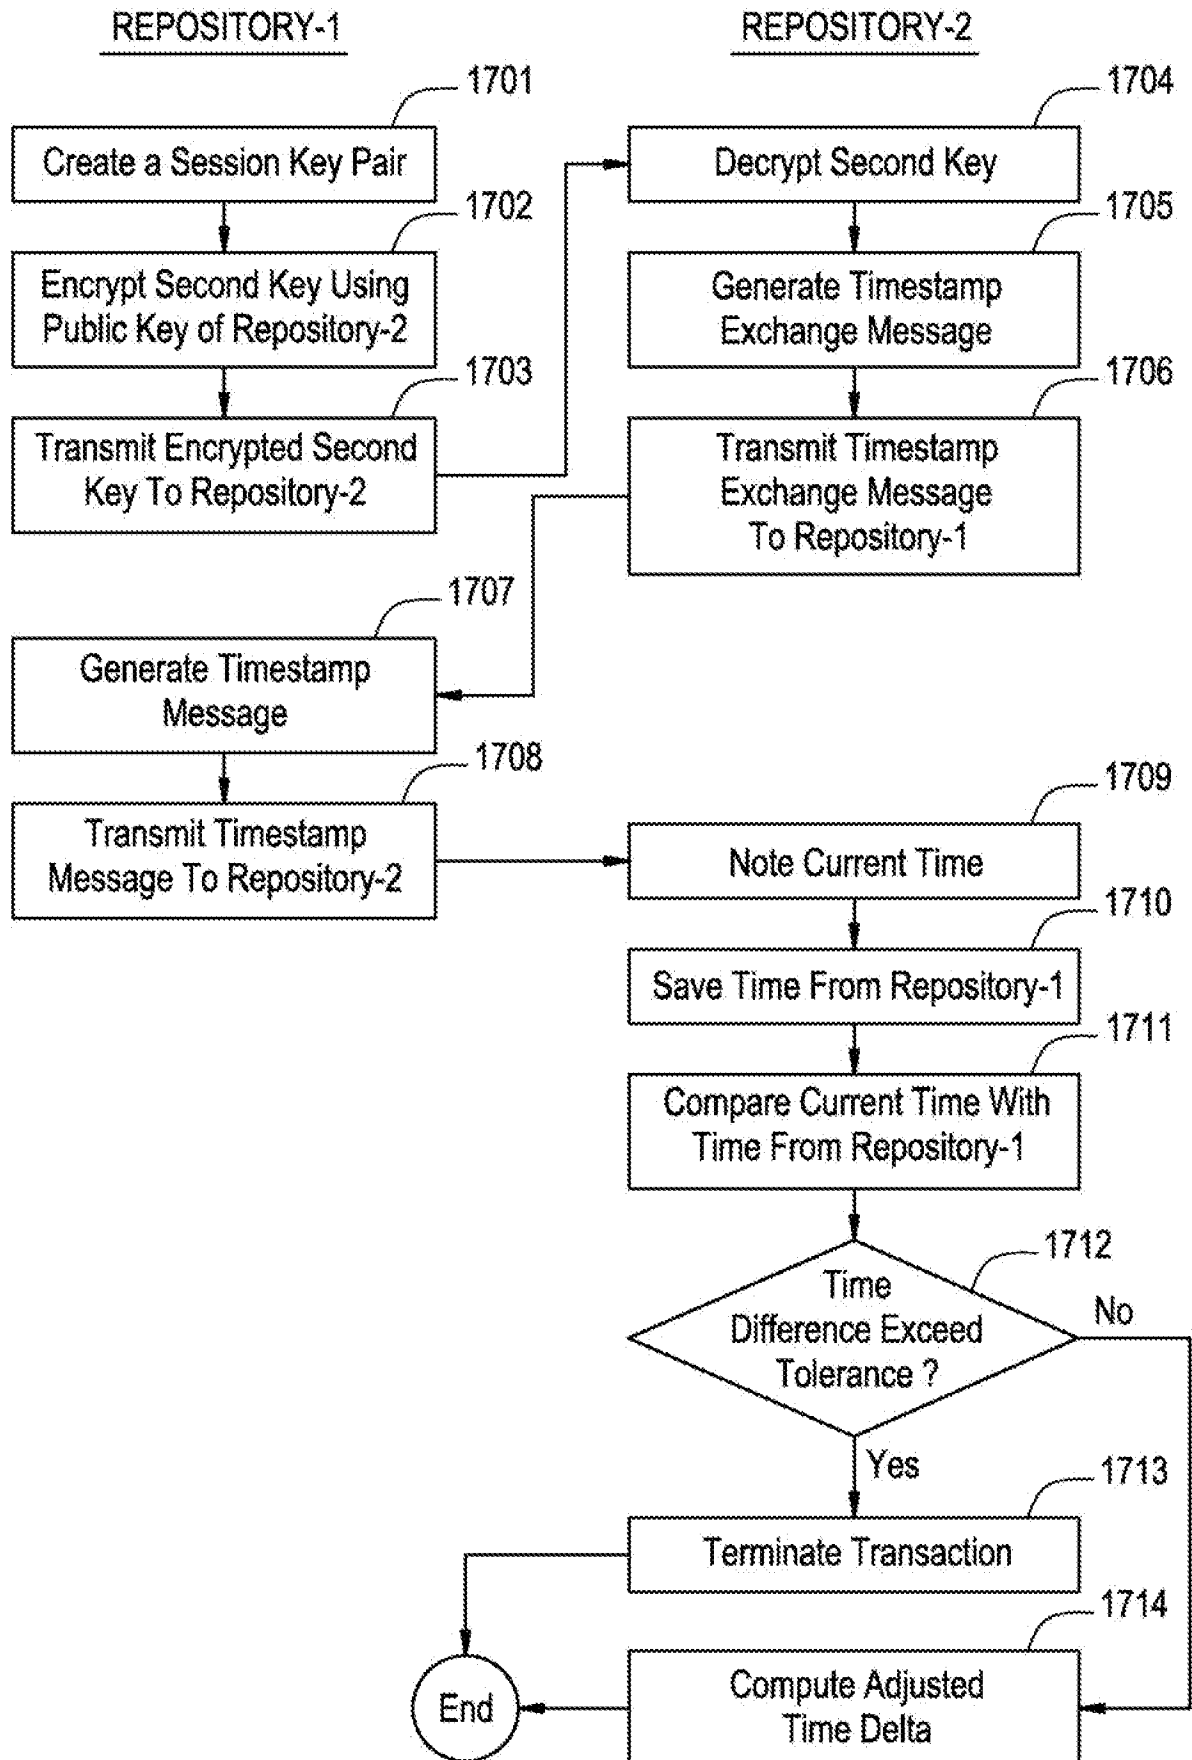 REPOSITORY-1
REPOSITORY-2
1701
Create a Session Key Pair
1702
Encrypt Second Key Using
Public Key of Repository-2
1703
Transmit Encrypted Second
Key To Repository-2
1704
Decrypt Second Key
1705
Generate Timestamp
Exchange Message
1706
Transmit Timestamp
Exchange Message
To Repository-1
1707
Generate Timestamp
Message
1708
Transmit Timestamp
Message To Repository-2
1709
Note Current Time
1710
Save Time From Repository-1
1711
Compare Current Time With
Time From Repository-1
1712
Time
Difference Exceed
Tolerance ?
No
Yes
1713
Terminate Transaction
1714
Compute Adjusted
Time Delta
End